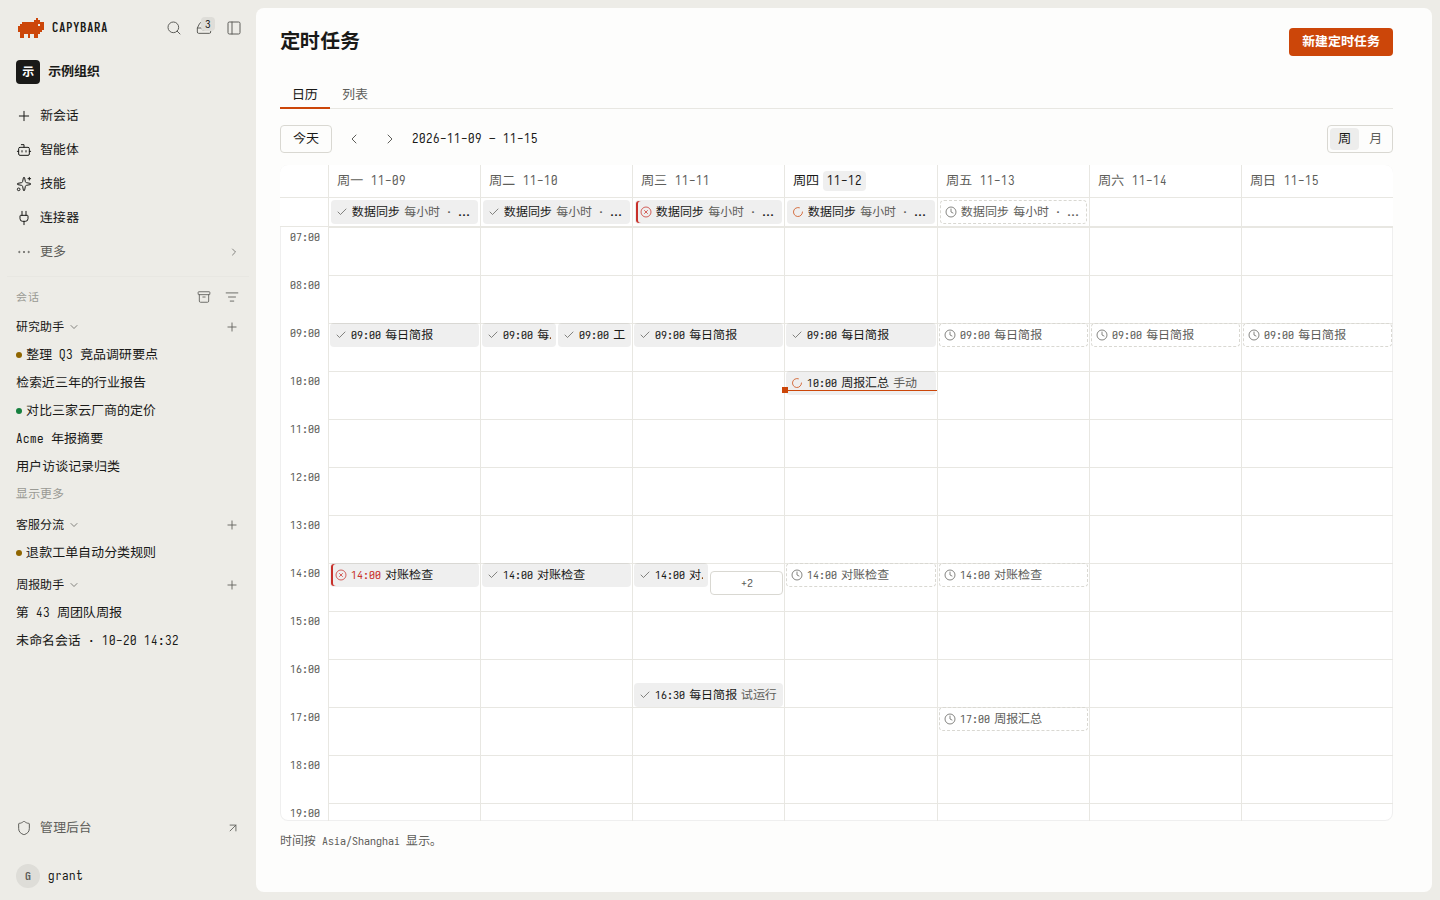 CAPYBARA
3
示 示例组织
新会话
智能体
技能
连接器
更多
会话
研究助手
整理 Q3 竞品调研要点
检索近三年的行业报告
对比三家云厂商的定价
Acme 年报摘要
用户访谈记录归类
显示更多
客服分流
退款工单自动分类规则
周报助手
第 43 周团队周报
未命名会话 · 10-20 14:32
管理后台
G grant
定时任务
新建定时任务
日历 列表
今天 2026-11-09 – 11-15 周 月
周一 11-09 周二 11-10 周三 11-11 周四 11-12 周五 11-13 周六 11-14 周日 11-15
数据同步 每小时 · … 数据同步 每小时 · … 数据同步 每小时 · … 数据同步 每小时 · … 数据同步 每小时 · …
07:00
08:00
09:00 09:00 每日简报 09:00 每. 09:00 工 09:00 每日简报 09:00 每日简报 09:00 每日简报 09:00 每日简报 09:00 每日简报
10:00 10:00 周报汇总 手动
11:00
12:00
13:00
14:00 14:00 对账检查 14:00 对账检查 14:00 对. +2 14:00 对账检查 14:00 对账检查
15:00
16:00
16:30 每日简报 试运行
17:00 17:00 周报汇总
18:00
19:00
时间按 Asia/Shanghai 显示。